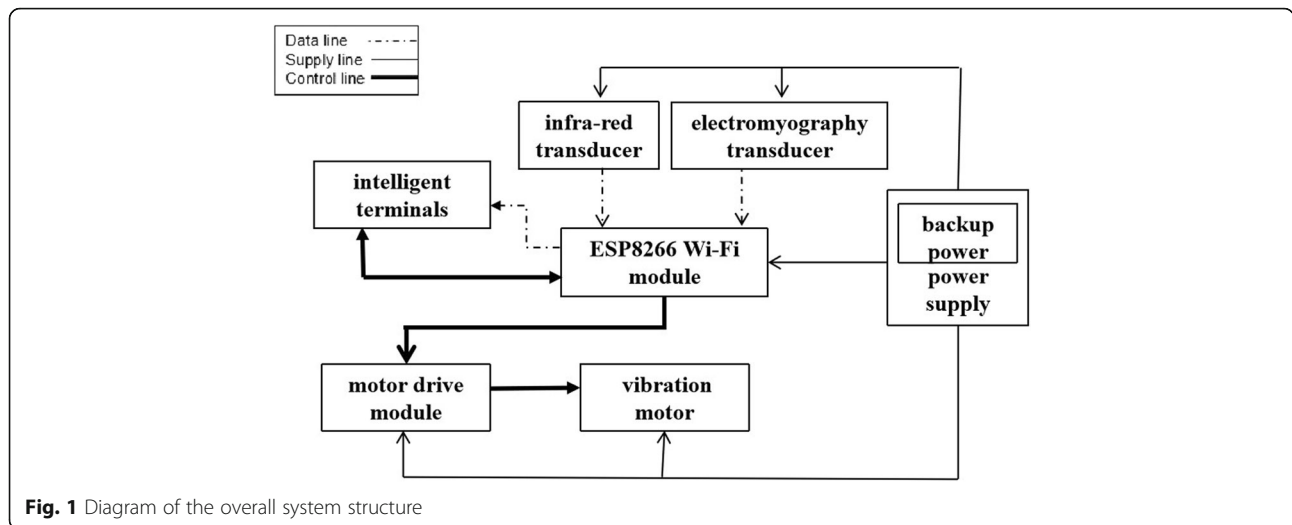 Data line
Supply line
Control line
infra-red
transducer
electromyography
transducer
intelligent
terminals
ESP8266 Wi-Fi
module
backup
power
power
supply
motor drive
module
vibration
motor
Fig. 1 Diagram of the overall system structure